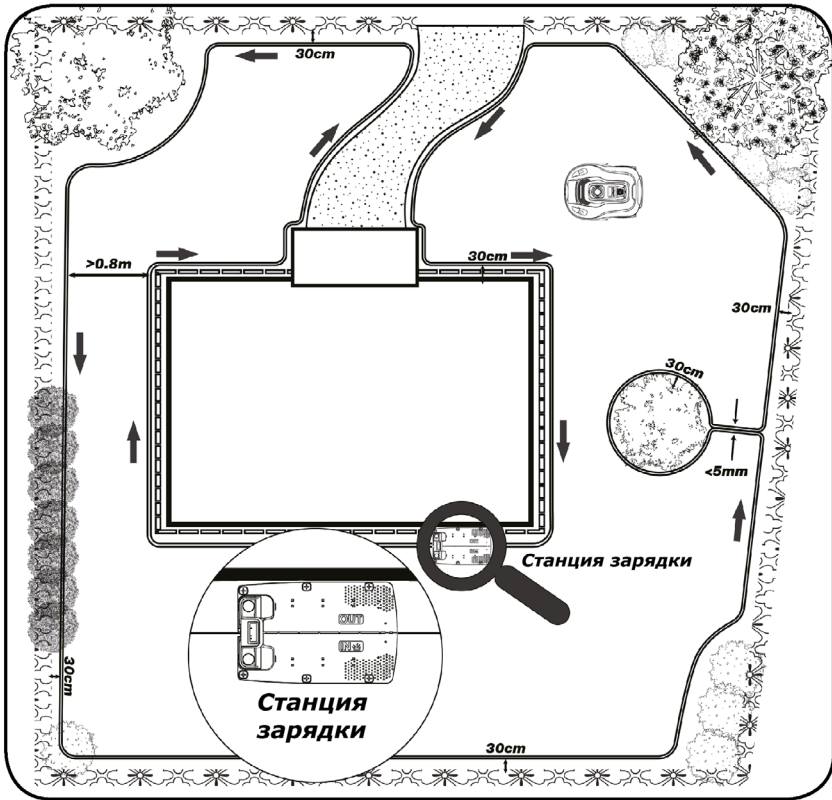 30cm
>0.8m
30cm
30cm
30cm
<5mm
Станция зарядки
OUT
IN
Станция
зарядки
30cm
30cm